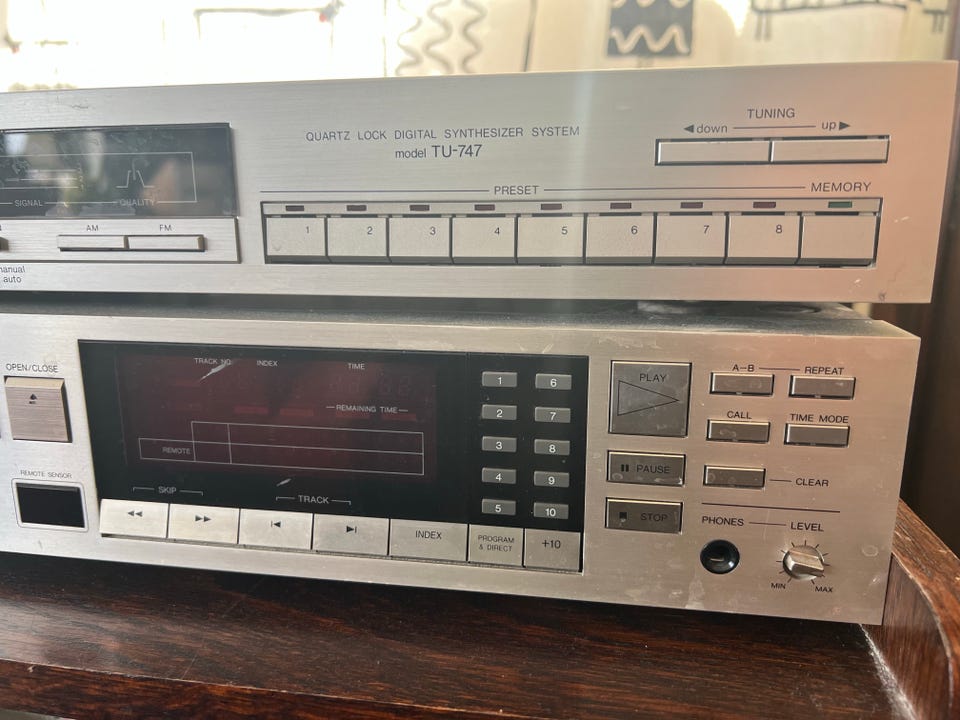 QUARTZ LOCK DIGITAL SYNTHESIZER SYSTEM
model TU-747
TUNING
◀down up▶
PRESET MEMORY
1 2 3 4 5 6 7 8
SIGNAL QUALITY
AM FM
manual
auto
OPEN/CLOSE
REMOTE SENSOR
TRACK NO. INDEX TIME
REMAINING TIME
REMOTE
SKIP
TRACK
◀◀ ▶▶ |◀ ▶| INDEX PROGRAM & DIRECT +10
1 6
2 7
3 8
4 9
5 10
PLAY
PAUSE
STOP
A-B REPEAT
CALL TIME MODE
CLEAR
PHONES LEVEL
MIN MAX